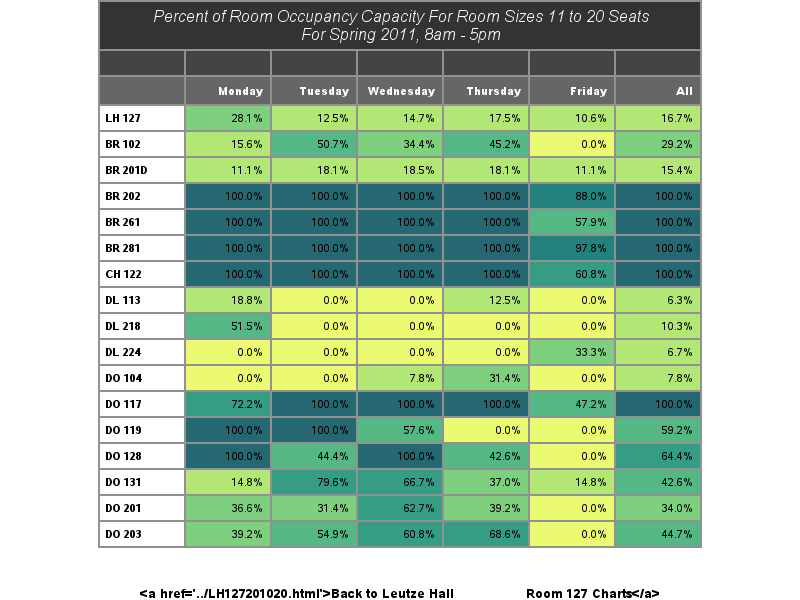 Percent of Room Occupancy Capacity For Room Sizes 11 to 20 Seats
For Spring 2011, 8am - 5pm
Monday Tuesday Wednesday Thursday Friday All
LH 127 28.1% 12.5% 14.7% 17.5% 10.6% 16.7%
BR 102 15.6% 50.7% 34.4% 45.2% 0.0% 29.2%
BR 201D 11.1% 18.1% 18.5% 18.1% 11.1% 15.4%
BR 202 100.0% 100.0% 100.0% 100.0% 88.0% 100.0%
BR 261 100.0% 100.0% 100.0% 100.0% 57.9% 100.0%
BR 281 100.0% 100.0% 100.0% 100.0% 97.8% 100.0%
CH 122 100.0% 100.0% 100.0% 100.0% 60.8% 100.0%
DL 113 18.8% 0.0% 0.0% 12.5% 0.0% 6.3%
DL 218 51.5% 0.0% 0.0% 0.0% 0.0% 10.3%
DL 224 0.0% 0.0% 0.0% 0.0% 33.3% 6.7%
DO 104 0.0% 0.0% 7.8% 31.4% 0.0% 7.8%
DO 117 72.2% 100.0% 100.0% 100.0% 47.2% 100.0%
DO 119 100.0% 100.0% 57.6% 0.0% 0.0% 59.2%
DO 128 100.0% 44.4% 100.0% 42.6% 0.0% 64.4%
DO 131 14.8% 79.6% 66.7% 37.0% 14.8% 42.6%
DO 201 36.6% 31.4% 62.7% 39.2% 0.0% 34.0%
DO 203 39.2% 54.9% 60.8% 68.6% 0.0% 44.7%
<a href='../LH127201020.html'>Back to Leutze Hall Room 127 Charts</a>